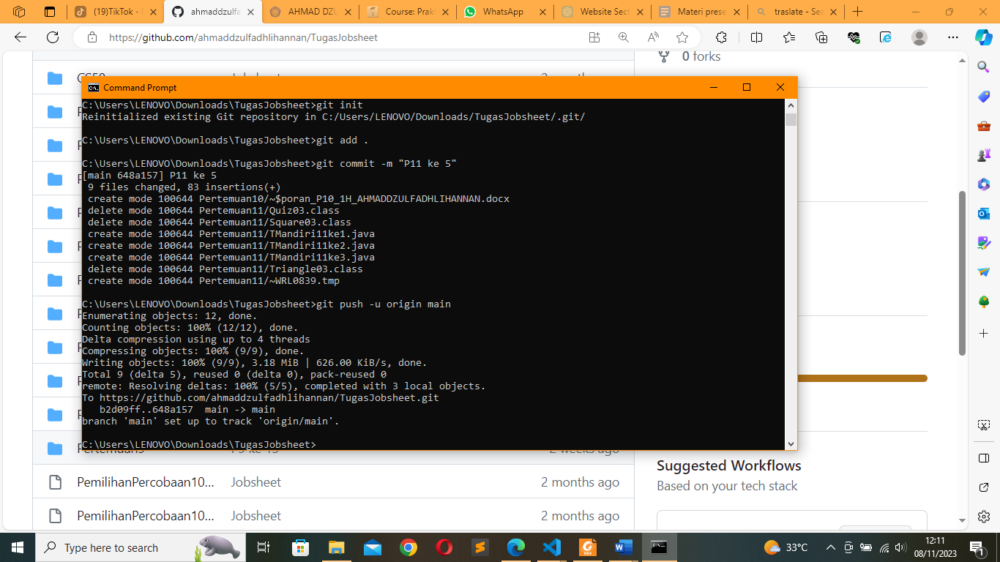 (19)TikTok -
ahmaddzulfa
AHMAD DZU
Course: Prak
WhatsApp
Website Sect
Materi prese
traslate - Sea
https://github.com/ahmaddzulfadhlihannan/TugasJobsheet
0 forks
Command Prompt
C:\Users\LENOVO\Downloads\TugasJobsheet>git init
Reinitialized existing Git repository in C:/Users/LENOVO/Downloads/TugasJobsheet/.git/
C:\Users\LENOVO\Downloads\TugasJobsheet>git add .
C:\Users\LENOVO\Downloads\TugasJobsheet>git commit -m "P11 ke 5"
[main 648a157] P11 ke 5
9 files changed, 83 insertions(+)
create mode 100644 Pertemuan10/~$poran_P10_1H_AHMADDZULFADHLIHANNAN.docx
delete mode 100644 Pertemuan11/Quiz03.class
delete mode 100644 Pertemuan11/Square03.class
create mode 100644 Pertemuan11/TMandiri11ke1.java
create mode 100644 Pertemuan11/TMandiri11ke2.java
create mode 100644 Pertemuan11/TMandiri11ke3.java
delete mode 100644 Pertemuan11/Triangle03.class
create mode 100644 Pertemuan11/~WRL0839.tmp
C:\Users\LENOVO\Downloads\TugasJobsheet>git push -u origin main
Enumerating objects: 12, done.
Counting objects: 100% (12/12), done.
Delta compression using up to 4 threads
Compressing objects: 100% (9/9), done.
Writing objects: 100% (9/9), 3.18 MiB | 626.00 KiB/s, done.
Total 9 (delta 5), reused 0 (delta 0), pack-reused 0
remote: Resolving deltas: 100% (5/5), completed with 3 local objects.
To https://github.com/ahmaddzulfadhlihannan/TugasJobsheet.git
b2d09ff..648a157  main -> main
branch 'main' set up to track 'origin/main'.
C:\Users\LENOVO\Downloads\TugasJobsheet>
2 weeks ago
PemilihanPercobaan10... Jobsheet 2 months ago
PemilihanPercobaan10... Jobsheet 2 months ago
Suggested Workflows
Based on your tech stack
Type here to search
33°C
12:11
08/11/2023
1